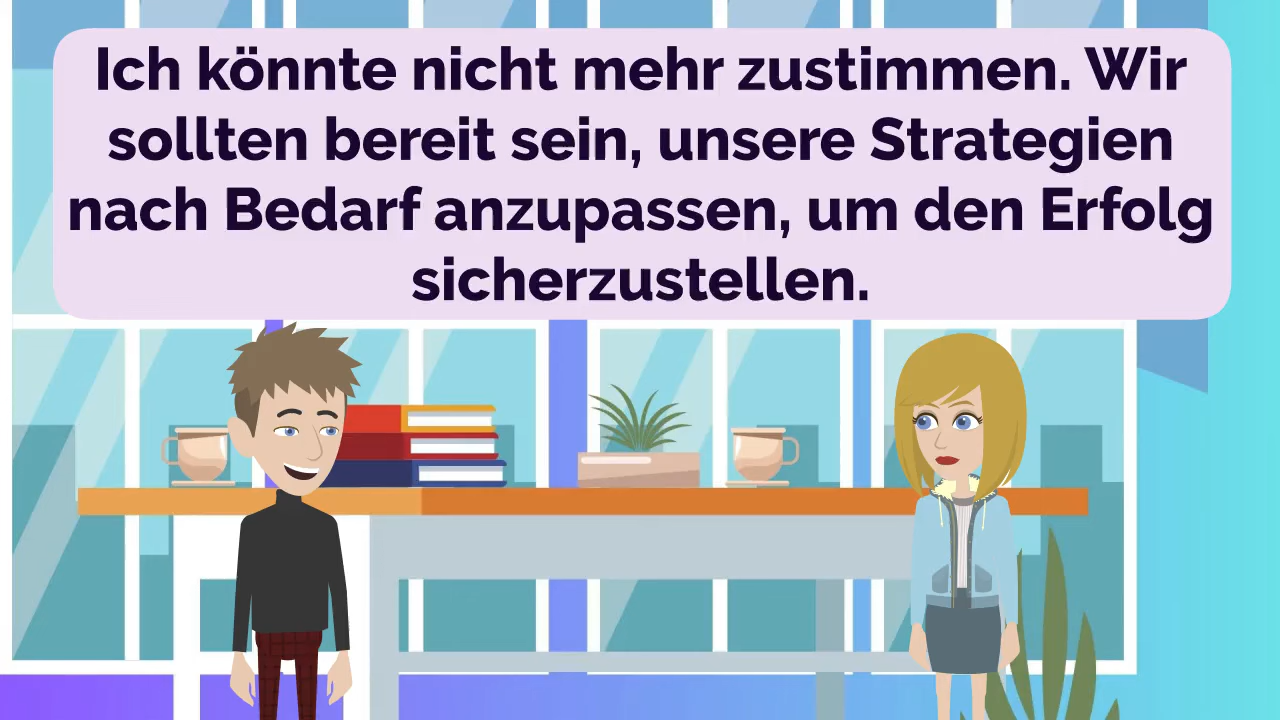 Ich könnte nicht mehr zustimmen. Wir
sollten bereit sein, unsere Strategien
nach Bedarf anzupassen, um den Erfolg
sicherzustellen.